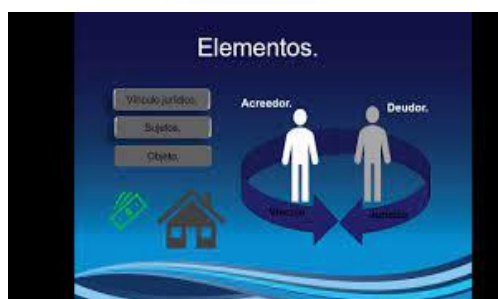 Elementos.
Vínculo jurídico.
Sujetos.
Objeto.
Acreedor.
Deudor.
Vínculo
Jurídico